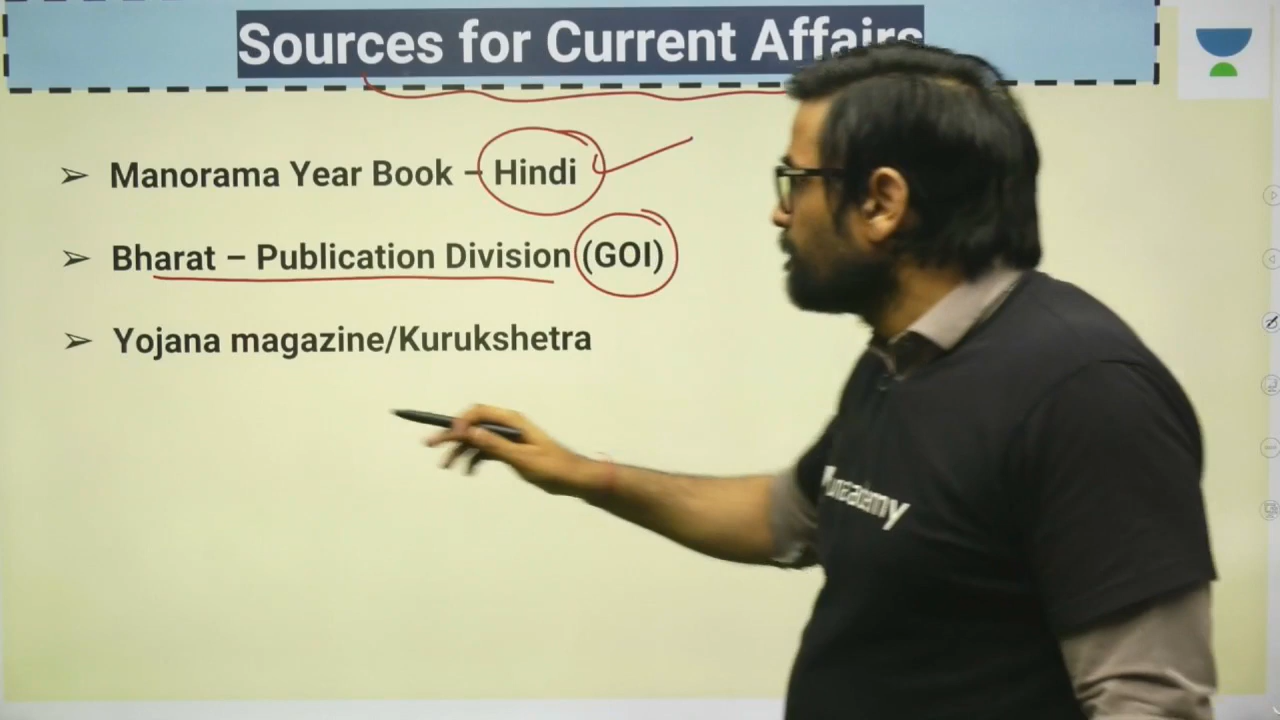 Sources for Current Affairs
➢ Manorama Year Book – Hindi
➢ Bharat – Publication Division (GOI)
➢ Yojana magazine/Kurukshetra